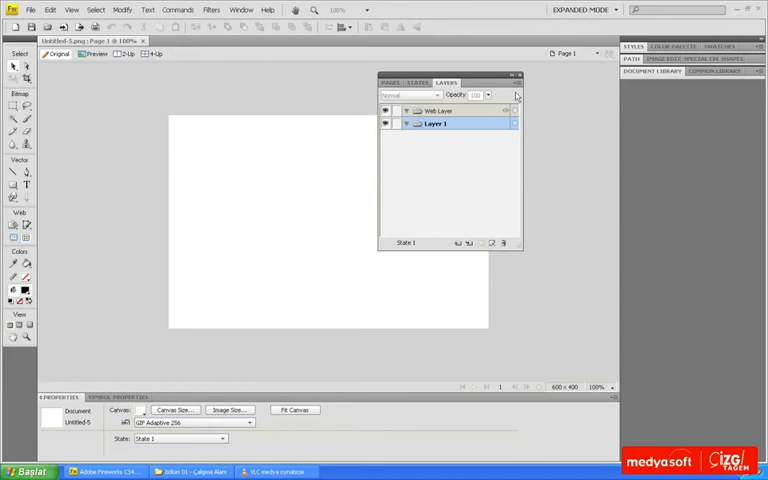 Fw File Edit View Select Modify Text Commands Filters Window Help 100% EXPANDED MODE
Untitled-5.png : Page 1 @ 100%
Original Preview 2-Up 4-Up Page 1
Select
Bitmap
Vector
Web
Colors
View
PAGES STATES LAYERS
Normal Opacity 100
Web Layer
Layer 1
State 1
STYLES COLOR PALETTE SWATCHES
PATH IMAGE EDIT SPECIAL CH SHAPES
DOCUMENT LIBRARY COMMON LIBRARY
1 600 x 400 100%
PROPERTIES SYMBOL PROPERTIES
Document Canvas: Canvas Size... Image Size... Fit Canvas
Untitled-5 GIF Adaptive 256
State: State 1
medyasoft ÇİZGİ TAGEM
Başlat Adobe Fireworks CS4... Bölüm 01 - Çalışma Alanı VLC medya oynatıcısı